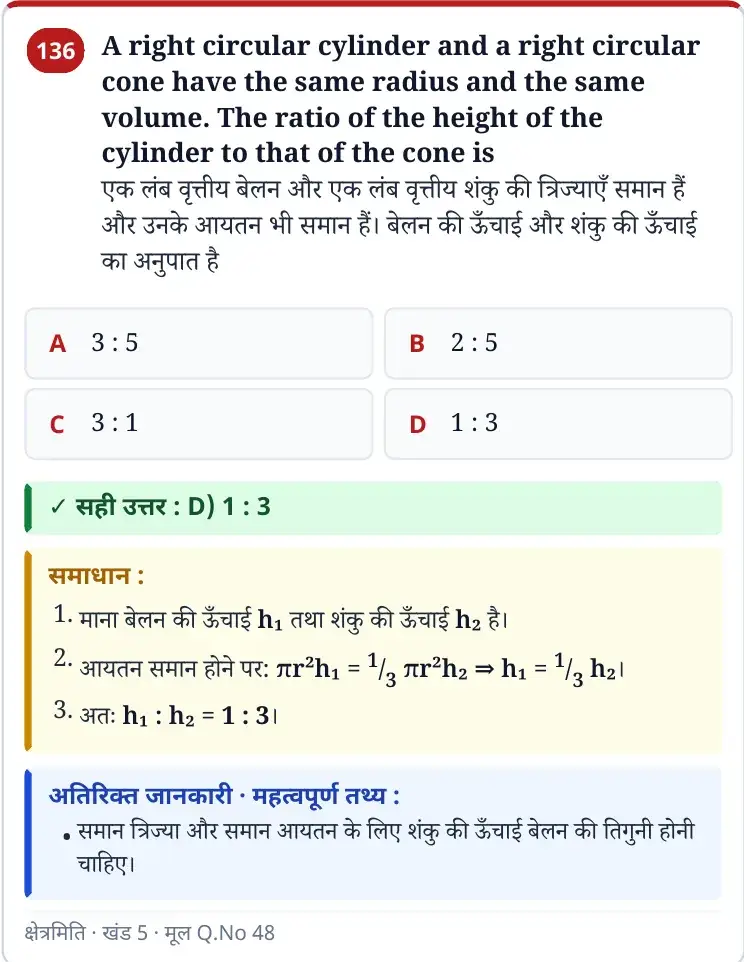 136
A right circular cylinder and a right circular
cone have the same radius and the same
volume. The ratio of the height of the
cylinder to that of the cone is
एक लंब वृत्तीय बेलन और एक लंब वृत्तीय शंकु की त्रिज्याएँ समान हैं
और उनके आयतन भी समान हैं। बेलन की ऊँचाई और शंकु की ऊँचाई
का अनुपात है
A 3 : 5
B 2 : 5
C 3 : 1
D 1 : 3
✓ सही उत्तर : D) 1 : 3
समाधान :
1. माना बेलन की ऊँचाई h₁ तथा शंकु की ऊँचाई h₂ है।
2. आयतन समान होने पर: πr²h₁ = ¹/₃ πr²h₂ ⇒ h₁ = ¹/₃ h₂।
3. अतः h₁ : h₂ = 1 : 3।
अतिरिक्त जानकारी · महत्वपूर्ण तथ्य :
• समान त्रिज्या और समान आयतन के लिए शंकु की ऊँचाई बेलन की तिगुनी होनी
चाहिए।
क्षेत्रमिति · खंड 5 · मूल Q.No 48